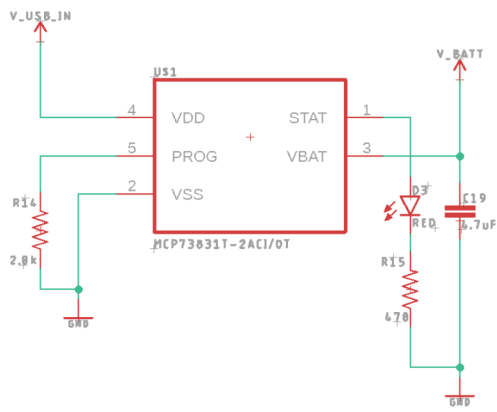 V_USB_IN
V_BATT
U$1
4 VDD STAT 1
5 PROG VBAT 3
2 VSS
R14
2.0k
D3
RED
C19
4.7uF
MCP73831T-2ACI/OT
R15
470
GND
GND